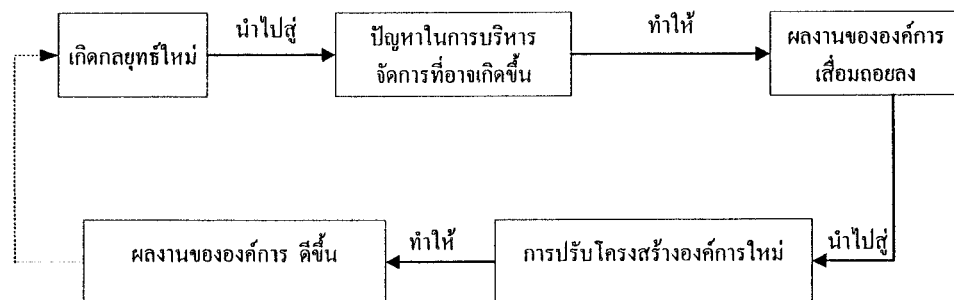 เกิดกลยุทธ์ใหม่
นำไปสู่
ปัญหาในการบริหาร
จัดการที่อาจเกิดขึ้น
ทำให้
ผลงานขององค์การ
เสื่อมถอยลง
นำไปสู่
การปรับโครงสร้างองค์การใหม่
ทำให้
ผลงานขององค์การ ดีขึ้น